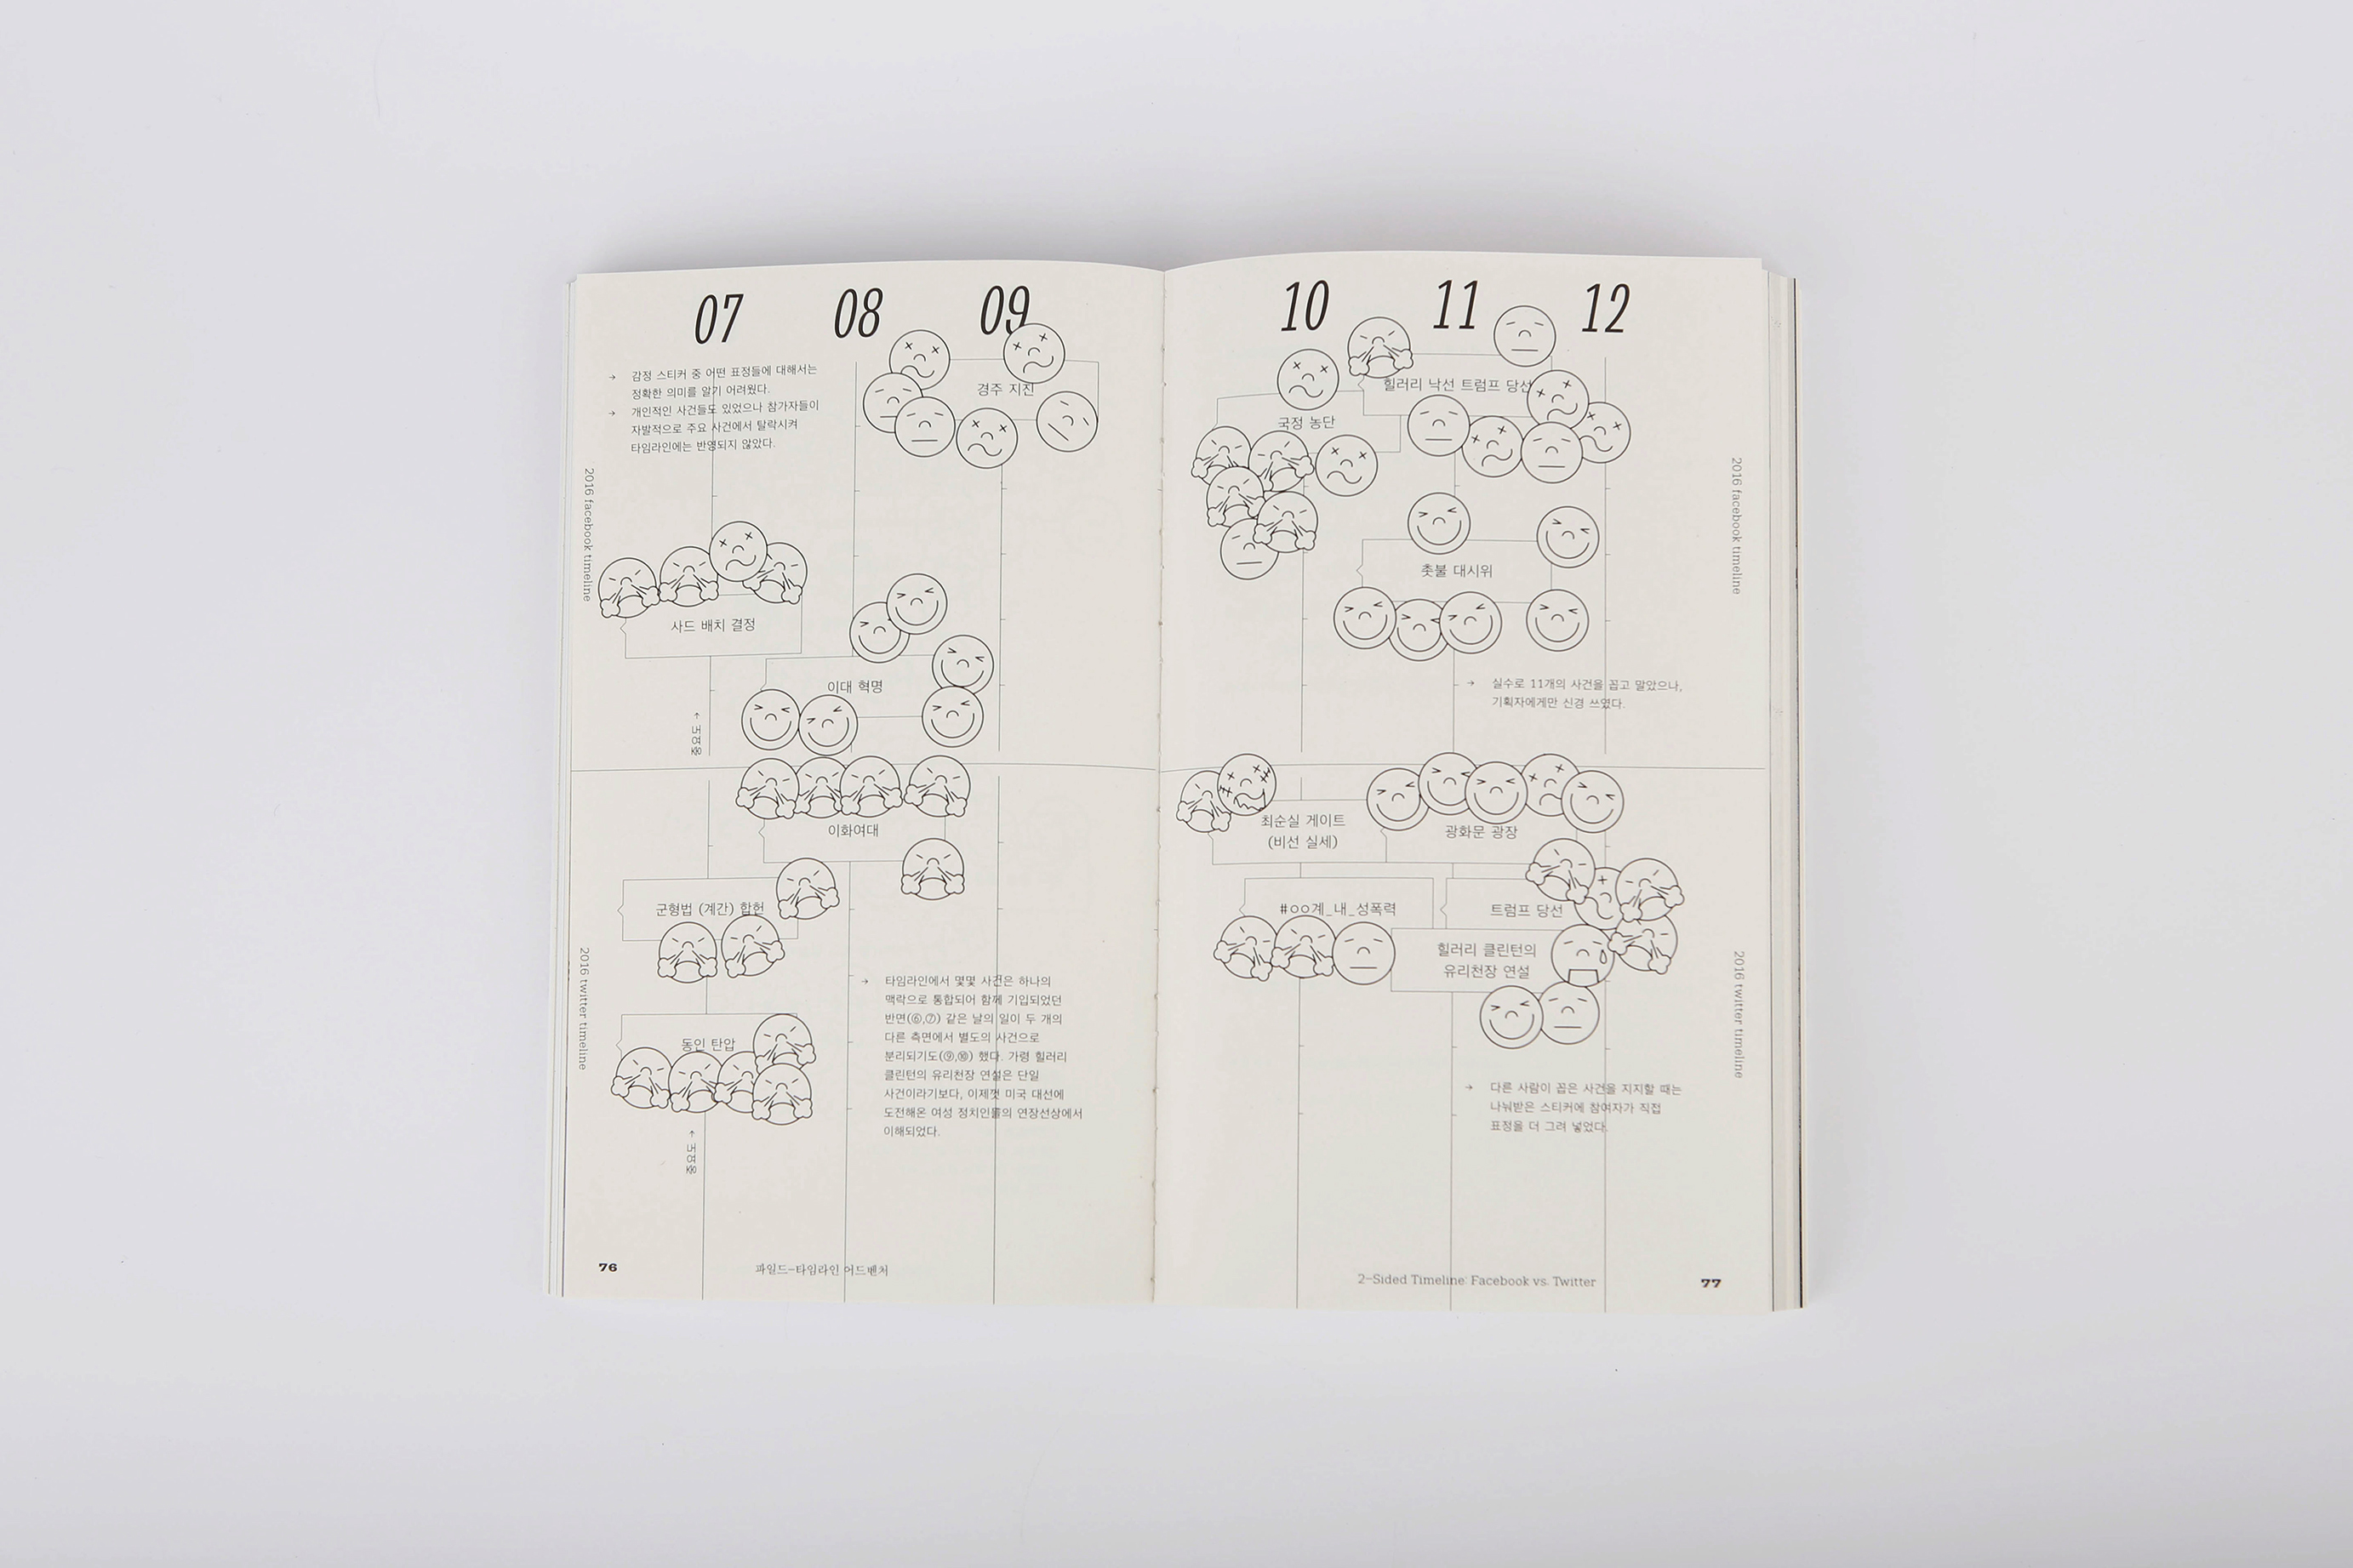 07
08
09
→ 감정 스티커 중 어떤 표정들에 대해서는
정확한 의미를 알기 어려웠다.
→ 개인적인 사건들도 있었으나 참가자들이
자발적으로 주요 사건에서 탈락시켜
타임라인에는 반영되지 않았다.
경주 지진
2016 facebook timeline
사드 배치 결정
이대 혁명
↑ 내여중
이화여대
군형법 (계간) 합헌
동인 탄압
2016 twitter timeline
→ 타임라인에서 몇몇 사건은 하나의
맥락으로 통합되어 함께 기입되었던
반면(⑥,⑦) 같은 날의 일이 두 개의
다른 측면에서 별도의 사건으로
분리되기도(⑨,⑩) 했다. 가령 힐러리
클린턴의 유리천장 연설은 단일
사건이라기보다, 이제껏 미국 대선에
도전해온 여성 정치인들의 연장선상에서
이해되었다.
↑ 내여중
76
파일드–타임라인 어드벤처
10
11
12
힐러리 낙선 트럼프 당선
국정 농단
촛불 대시위
2016 facebook timeline
→ 실수로 11개의 사건을 꼽고 말았으나,
기획자에게만 신경 쓰였다.
최순실 게이트
(비선 실세)
광화문 광장
#ㅇㅇ계_내_성폭력
트럼프 당선
힐러리 클린턴의
유리천장 연설
2016 twitter timeline
→ 다른 사람이 꼽은 사건을 지지할 때는
나눠받은 스티커에 참여자가 직접
표정을 더 그려 넣었다.
2–Sided Timeline: Facebook vs. Twitter
77